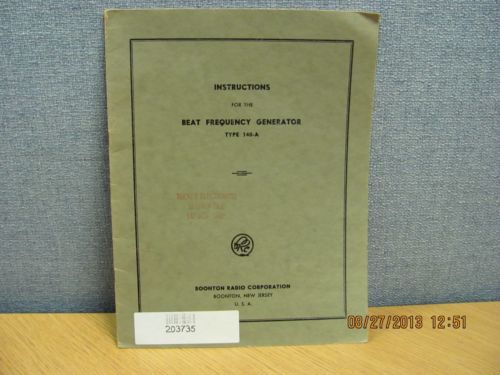 INSTRUCTIONS
FOR THE
BEAT FREQUENCY GENERATOR
TYPE 140-A
BOONTON RADIO CORPORATION
BOONTON, NEW JERSEY
U. S. A.
203735
08/27/2013 12:51